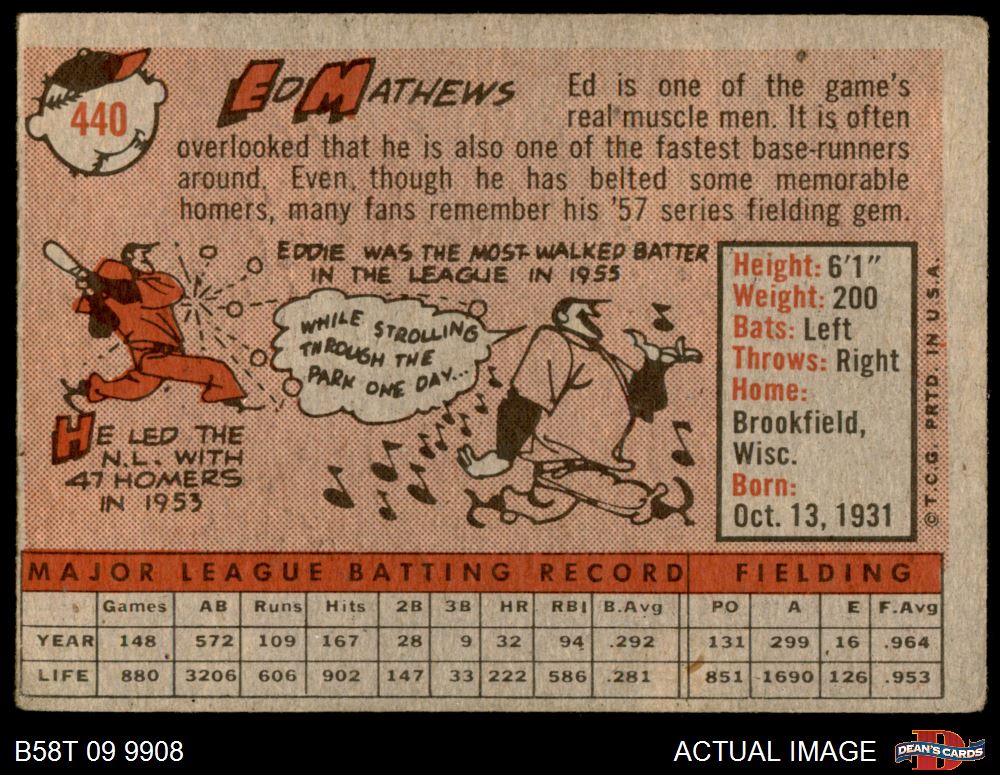 440
ED MATHEWS
Ed is one of the game's
real muscle men. It is often
overlooked that he is also one of the fastest base-runners
around. Even, though he has belted some memorable
homers, many fans remember his '57 series fielding gem.
EDDIE WAS THE MOST WALKED BATTER
IN THE LEAGUE IN 1955
WHILE STROLLING
THROUGH THE
PARK ONE DAY...
HE LED THE
N.L. WITH
47 HOMERS
IN 1953
Height: 6'1"
Weight: 200
Bats: Left
Throws: Right
Home:
Brookfield,
Wisc.
Born:
Oct. 13, 1931
© T.C.G. PRTD. IN U.S.A.
MAJOR LEAGUE BATTING RECORD FIELDING
Games AB Runs Hits 2B 3B HR RBI B.Avg PO A E F.Avg
YEAR 148 572 109 167 28 9 32 94 .292 131 299 16 .964
LIFE 880 3206 606 902 147 33 222 586 .281 851 1690 126 .953
B58T 09 9908
ACTUAL IMAGE
DEAN'S CARDS